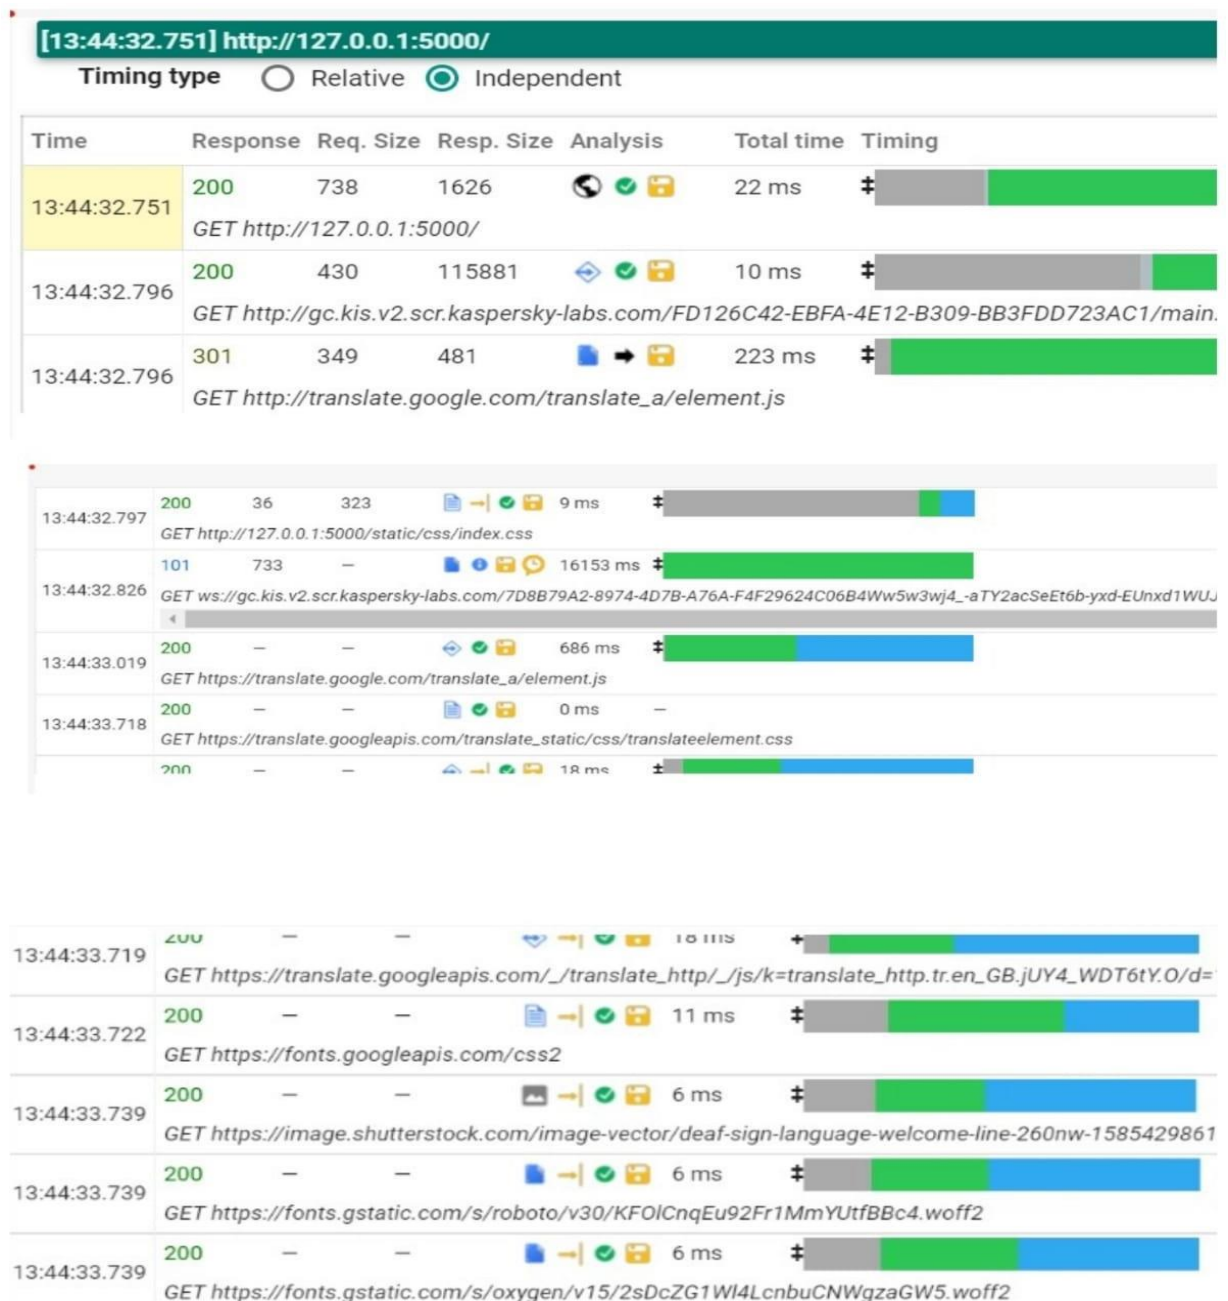 [13:44:32.751] http://127.0.0.1:5000/
Timing type Relative Independent
Time Response Req. Size Resp. Size Analysis Total time Timing
13:44:32.751 200 738 1626 22 ms
GET http://127.0.0.1:5000/
13:44:32.796 200 430 115881 10 ms
GET http://gc.kis.v2.scr.kaspersky-labs.com/FD126C42-EBFA-4E12-B309-BB3FDD723AC1/main.
13:44:32.796 301 349 481 223 ms
GET http://translate.google.com/translate_a/element.js
13:44:32.797 200 36 323 9 ms
GET http://127.0.0.1:5000/static/css/index.css
13:44:32.826 101 733 – 16153 ms
GET ws://gc.kis.v2.scr.kaspersky-labs.com/7D8B79A2-8974-4D7B-A76A-F4F29624C06B4Ww5w3wj4_-aTY2acSeEt6b-yxd-EUnxd1WUJ
13:44:33.019 200 – – 686 ms
GET https://translate.google.com/translate_a/element.js
13:44:33.718 200 – – 0 ms –
GET https://translate.googleapis.com/translate_static/css/translateelement.css
200 – – 18 ms
13:44:33.719 200 – – 18 ms
GET https://translate.googleapis.com/_/translate_http/_/js/k=translate_http.tr.en_GB.jUY4_WDT6tY.O/d=
13:44:33.722 200 – – 11 ms
GET https://fonts.googleapis.com/css2
13:44:33.739 200 – – 6 ms
GET https://image.shutterstock.com/image-vector/deaf-sign-language-welcome-line-260nw-1585429861
13:44:33.739 200 – – 6 ms
GET https://fonts.gstatic.com/s/roboto/v30/KFOlCnqEu92Fr1MmYUtfBBc4.woff2
13:44:33.739 200 – – 6 ms
GET https://fonts.gstatic.com/s/oxygen/v15/2sDcZG1Wl4LcnbuCNWgzaGW5.woff2